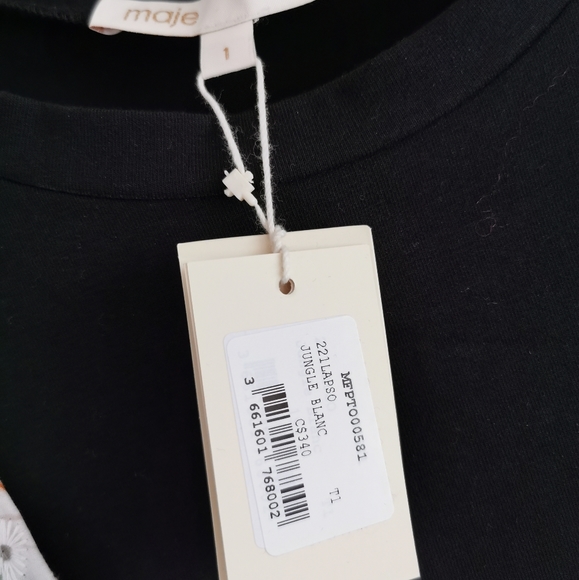 maje
1
MFPTO00581
221LAPSO
JUNGLE BLANC
C$340
T1
3 661601 768002